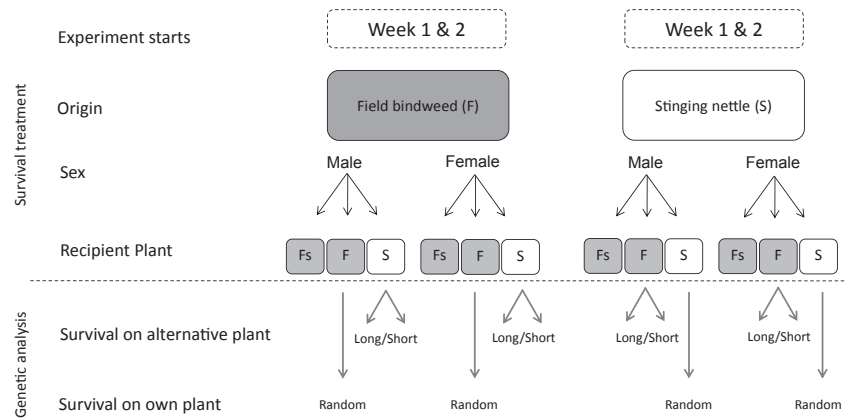 Experiment starts
Week 1 & 2
Week 1 & 2
Survival treatment
Origin
Field bindweed (F)
Stinging nettle (S)
Sex
Male
Female
Male
Female
Recipient Plant
Fs F S
Fs F S
Fs F S
Fs F S
Genetic analysis
Survival on alternative plant
Long/Short
Long/Short
Long/Short
Long/Short
Survival on own plant
Random
Random
Random
Random